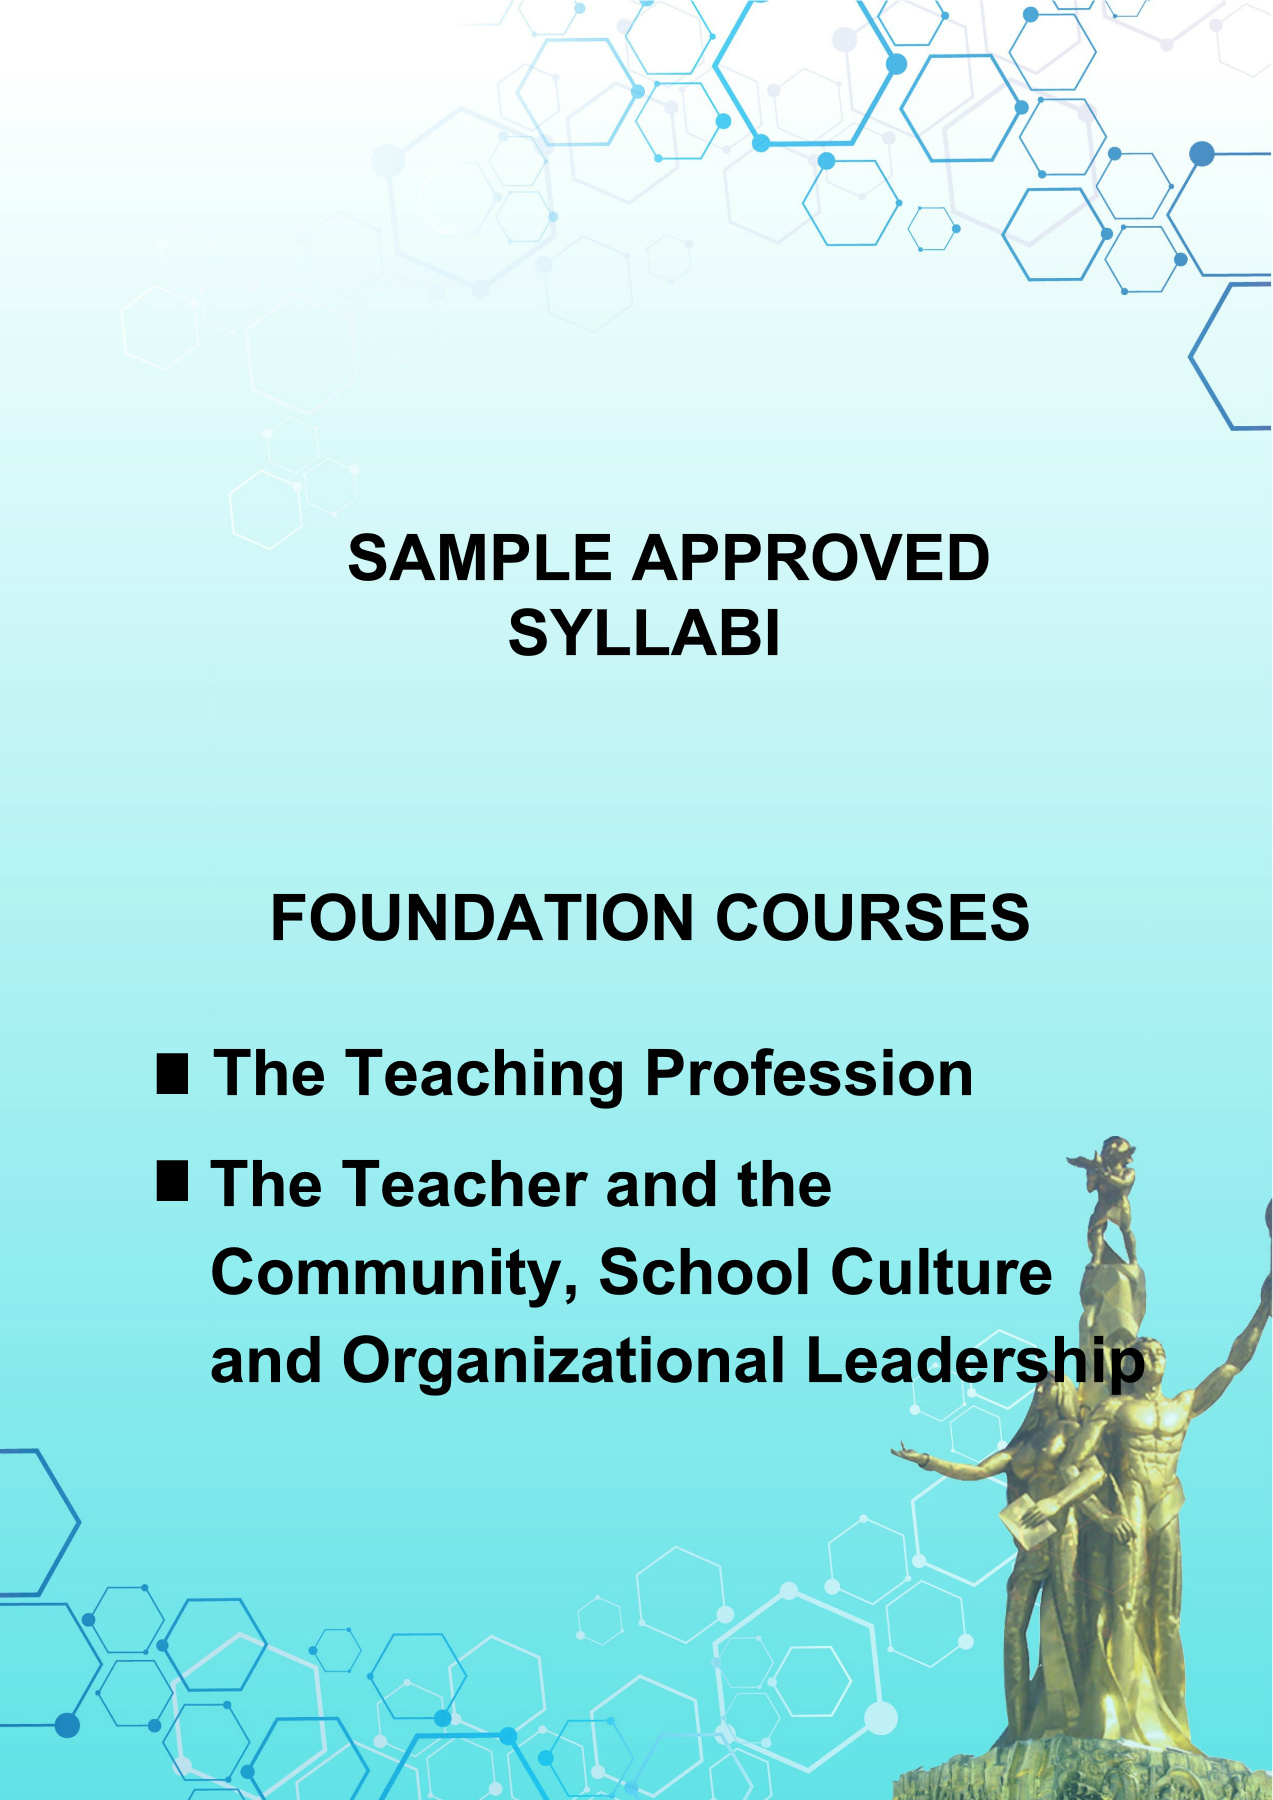 SAMPLE APPROVED
SYLLABI
FOUNDATION COURSES
The Teaching Profession
The Teacher and the
Community, School Culture
and Organizational Leadership